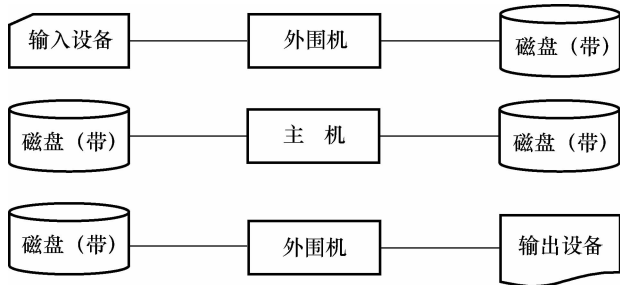 输入设备 外围机 磁盘（带）
磁盘（带） 主 机 磁盘（带）
磁盘（带） 外围机 输出设备